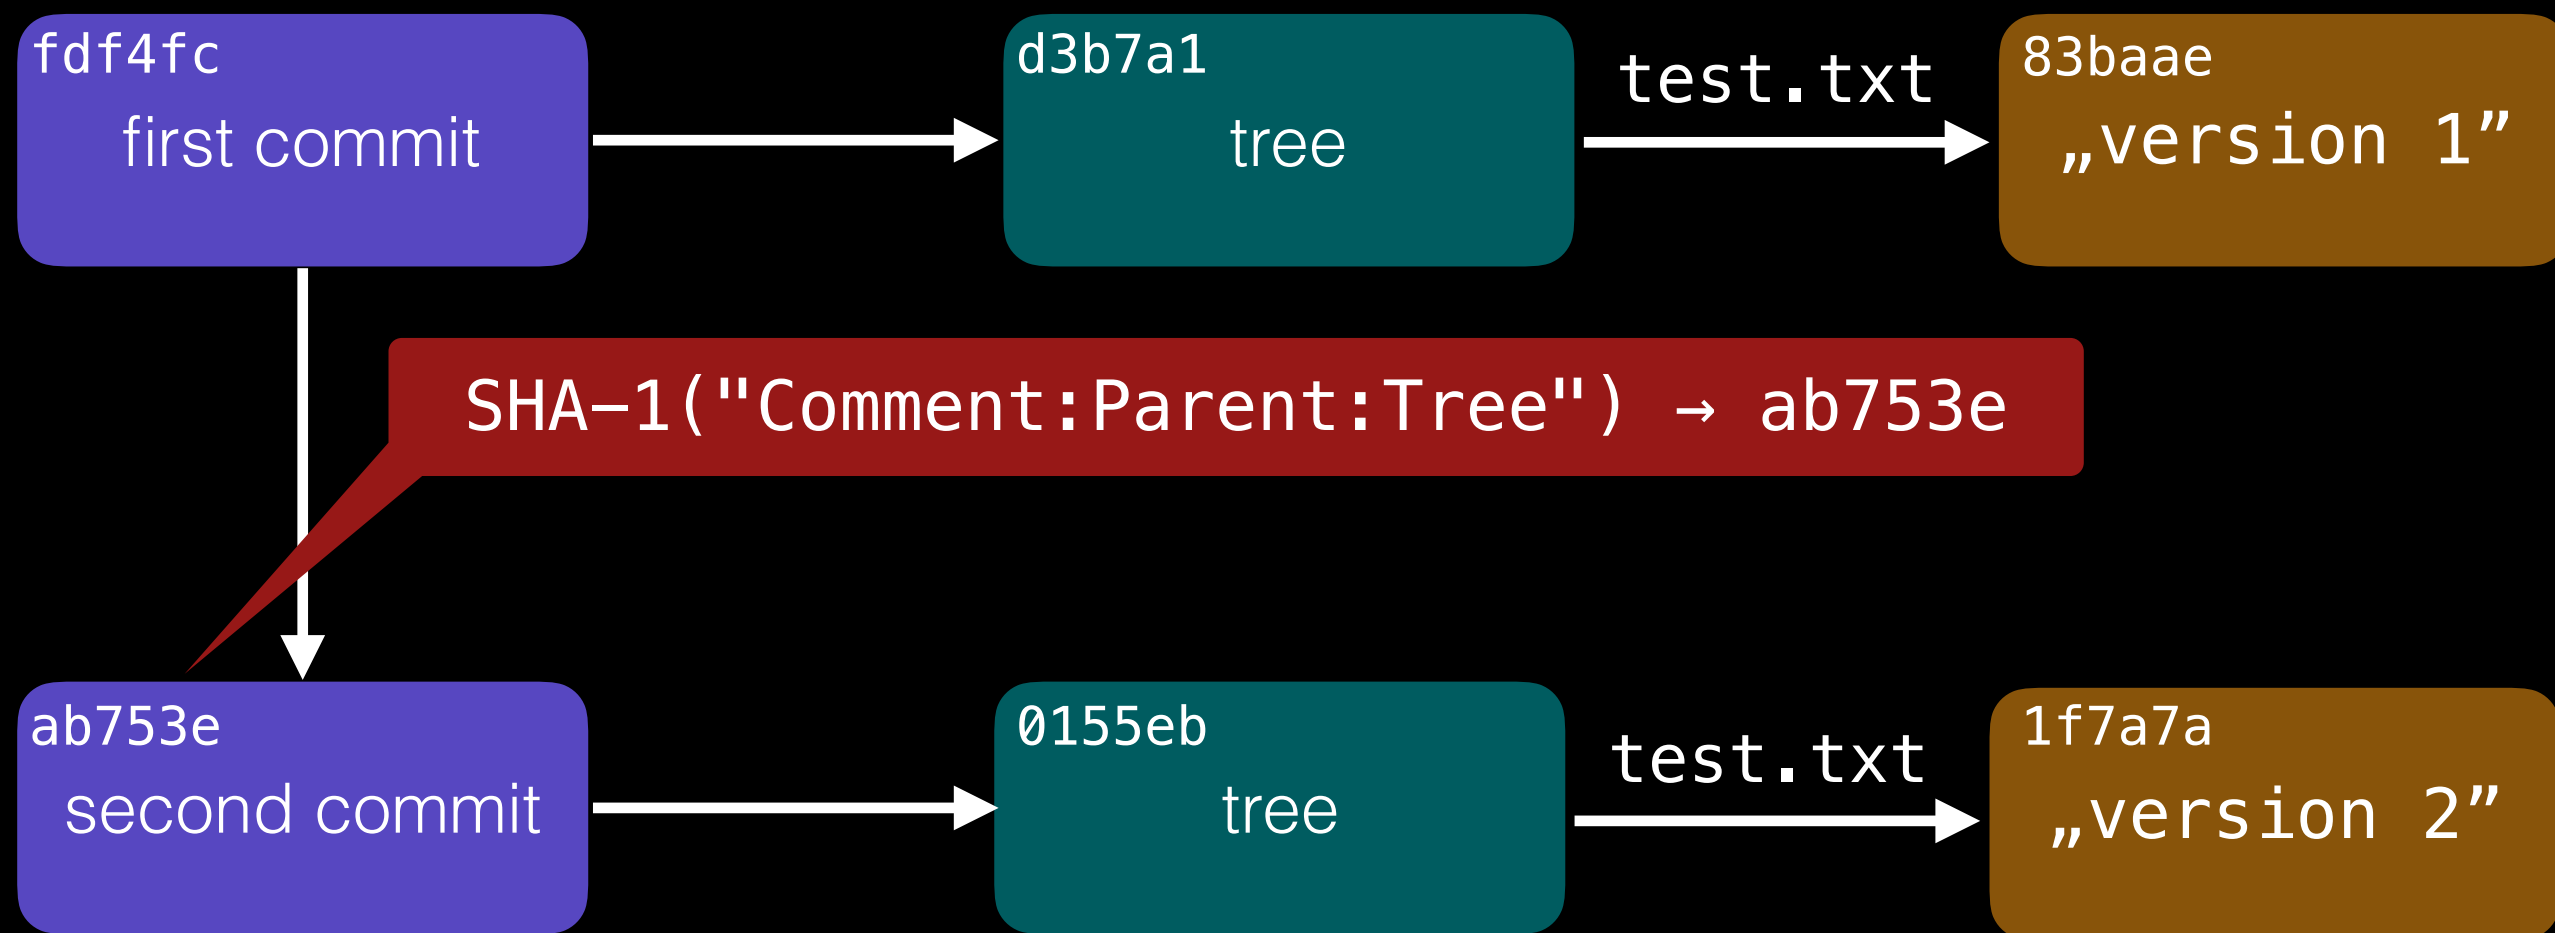 fdf4fc
first commit
d3b7a1
tree
test.txt
83baae
„version 1”
SHA–1("Comment:Parent:Tree") → ab753e
ab753e
second commit
0155eb
tree
test.txt
1f7a7a
„version 2”